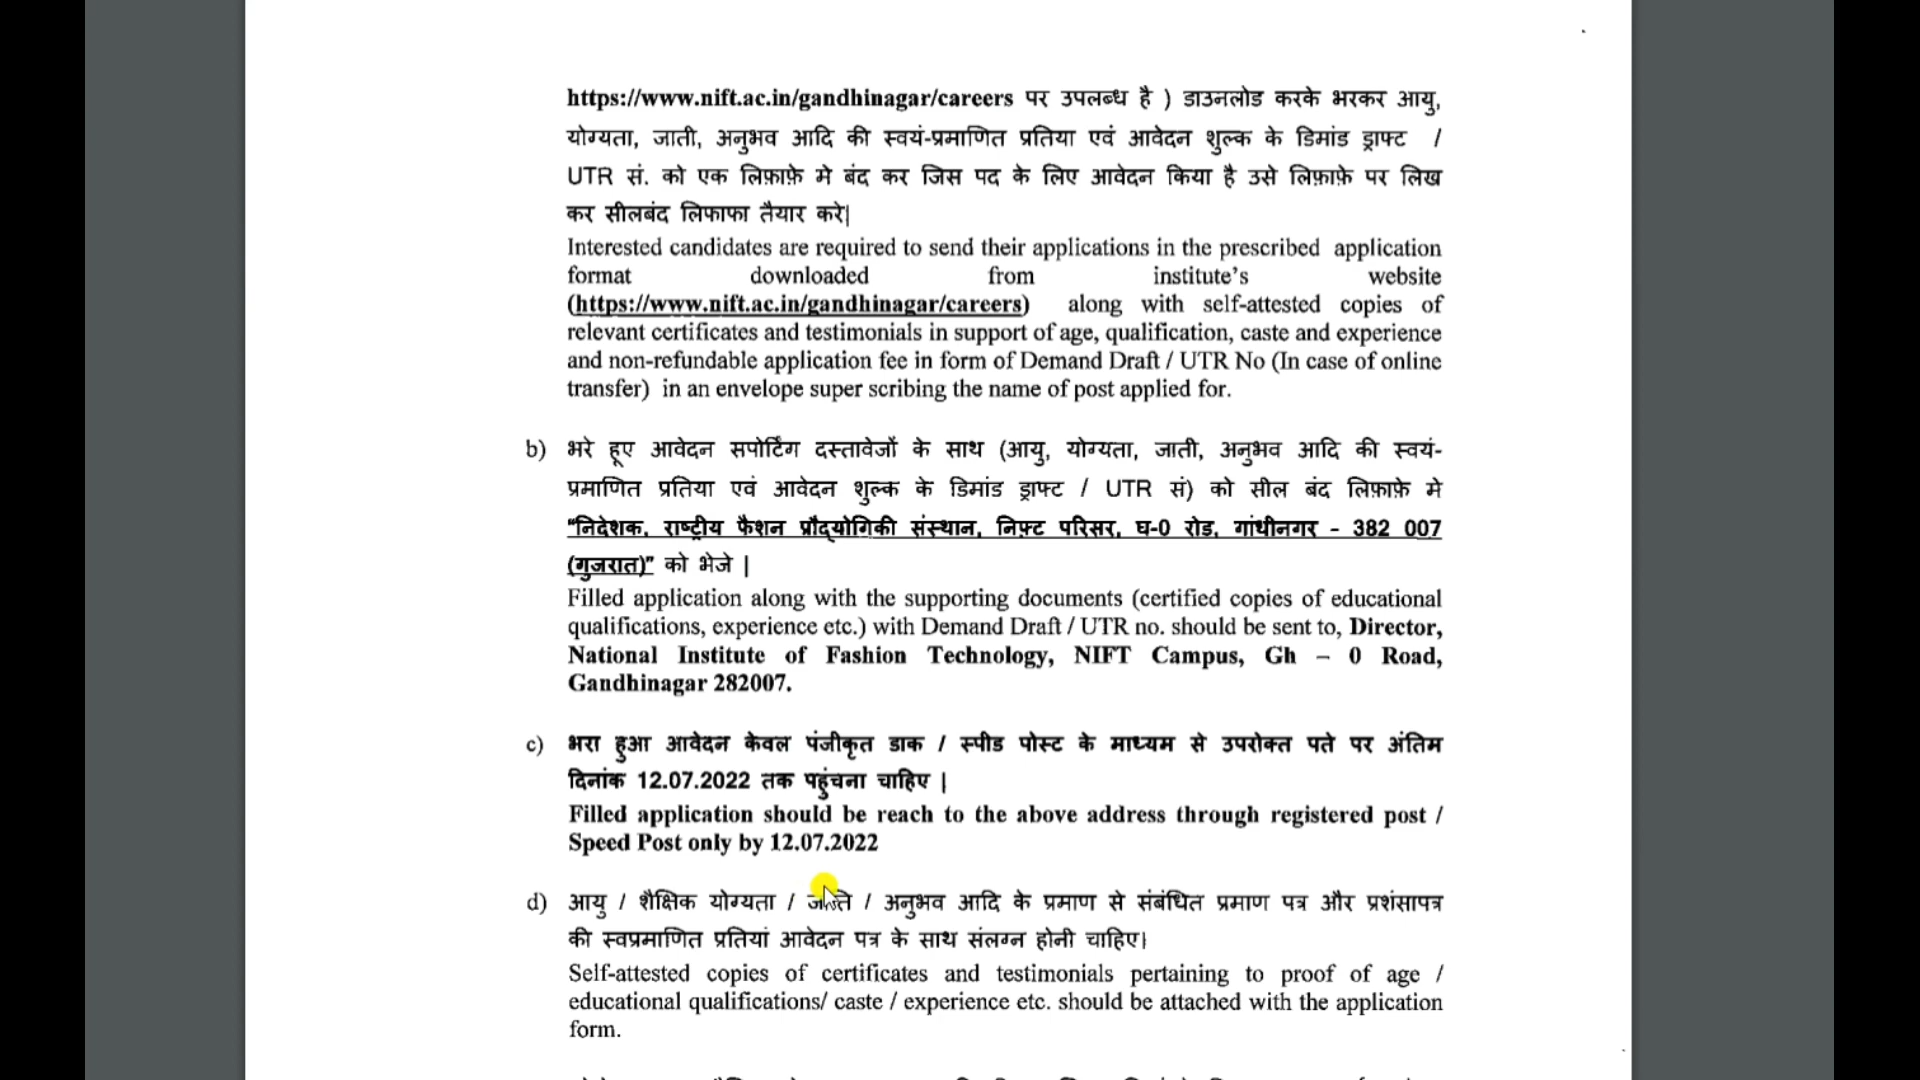 https://www.nift.ac.in/gandhinagar/careers पर उपलब्ध है ) डाउनलोड करके भरकर आयु,
योग्यता, जाती, अनुभव आदि की स्वयं-प्रमाणित प्रतिया एवं आवेदन शुल्क के डिमांड ड्राफ्ट /
UTR सं. को एक लिफ़ाफ़े मे बंद कर जिस पद के लिए आवेदन किया है उसे लिफ़ाफ़े पर लिख
कर सीलबंद लिफाफा तैयार करे|
Interested candidates are required to send their applications in the prescribed application
format downloaded from institute's website
(https://www.nift.ac.in/gandhinagar/careers) along with self-attested copies of
relevant certificates and testimonials in support of age, qualification, caste and experience
and non-refundable application fee in form of Demand Draft / UTR No (In case of online
transfer) in an envelope super scribing the name of post applied for.
b) भरे हूए आवेदन सपोर्टिंग दस्तावेजों के साथ (आयु, योग्यता, जाती, अनुभव आदि की स्वयं-
प्रमाणित प्रतिया एवं आवेदन शुल्क के डिमांड ड्राफ्ट / UTR सं) को सील बंद लिफ़ाफ़े मे
"निदेशक, राष्ट्रीय फैशन प्रौद्योगिकी संस्थान, निफ़्ट परिसर, घ-0 रोड, गांधीनगर - 382 007
(गुजरात)" को भेजे |
Filled application along with the supporting documents (certified copies of educational
qualifications, experience etc.) with Demand Draft / UTR no. should be sent to, Director,
National Institute of Fashion Technology, NIFT Campus, Gh – 0 Road,
Gandhinagar 282007.
c) भरा हुआ आवेदन केवल पंजीकृत डाक / स्पीड पोस्ट के माध्यम से उपरोक्त पते पर अंतिम
दिनांक 12.07.2022 तक पहुंचना चाहिए |
Filled application should be reach to the above address through registered post /
Speed Post only by 12.07.2022
d) आयु / शैक्षिक योग्यता / जाति / अनुभव आदि के प्रमाण से संबंधित प्रमाण पत्र और प्रशंसापत्र
की स्वप्रमाणित प्रतियां आवेदन पत्र के साथ संलग्न होनी चाहिए|
Self-attested copies of certificates and testimonials pertaining to proof of age /
educational qualifications/ caste / experience etc. should be attached with the application
form.